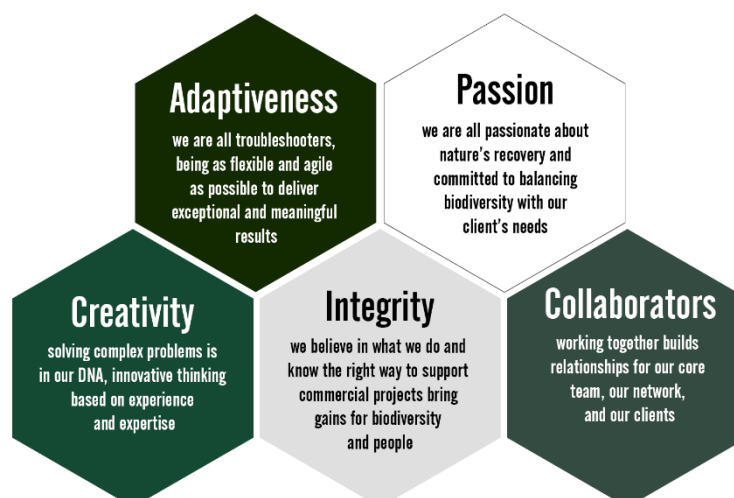 Adaptiveness
we are all troubleshooters,
being as flexible and agile
as possible to deliver
exceptional and meaningful
results
Passion
we are all passionate about
nature's recovery and
committed to balancing
biodiversity with our
client's needs
Creativity
solving complex problems is
in our DNA, innovative thinking
based on experience
and expertise
Integrity
we believe in what we do and
know the right way to support
commercial projects bring
gains for biodiversity
and people
Collaborators
working together builds
relationships for our core
team, our network,
and our clients